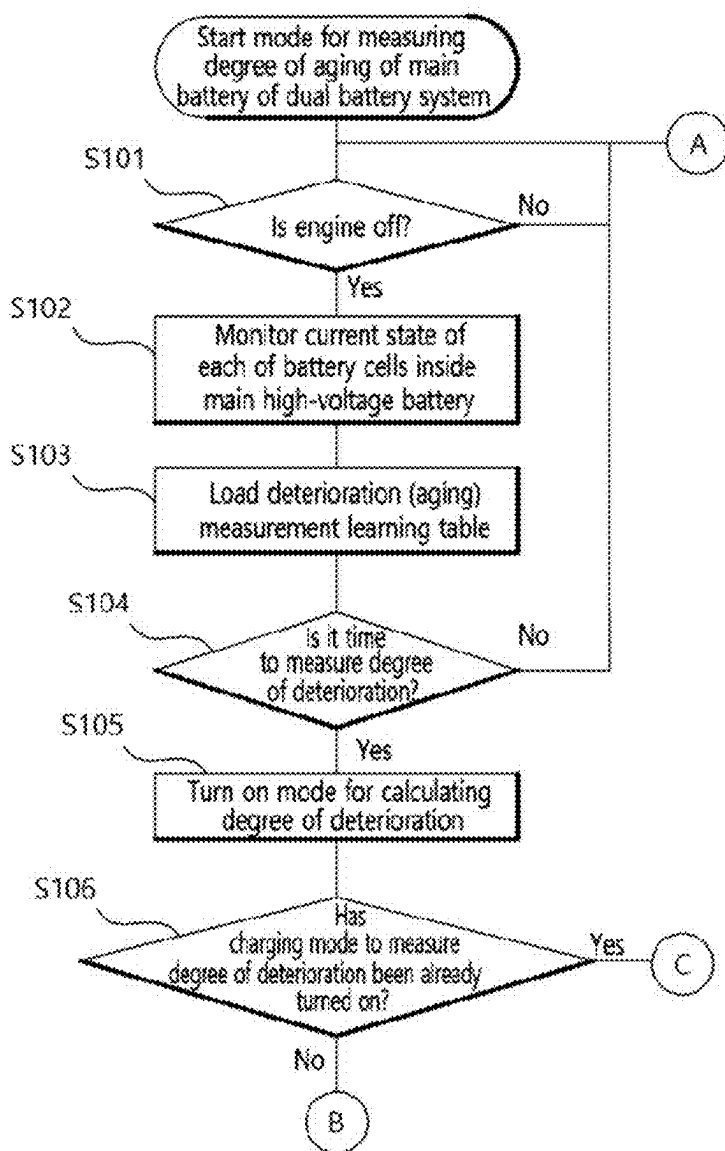 Start mode for measuring
degree of aging of main
battery of dual battery system
A
S101
Is engine off?
No
Yes
S102
Monitor current state of
each of battery cells inside
main high-voltage battery
S103
Load deterioration (aging)
measurement learning table
S104
Is it time
to measure degree
of deterioration?
No
Yes
S105
Turn on mode for calculating
degree of deterioration
S106
Has
charging mode to measure
degree of deterioration been already
turned on?
Yes
C
No
B